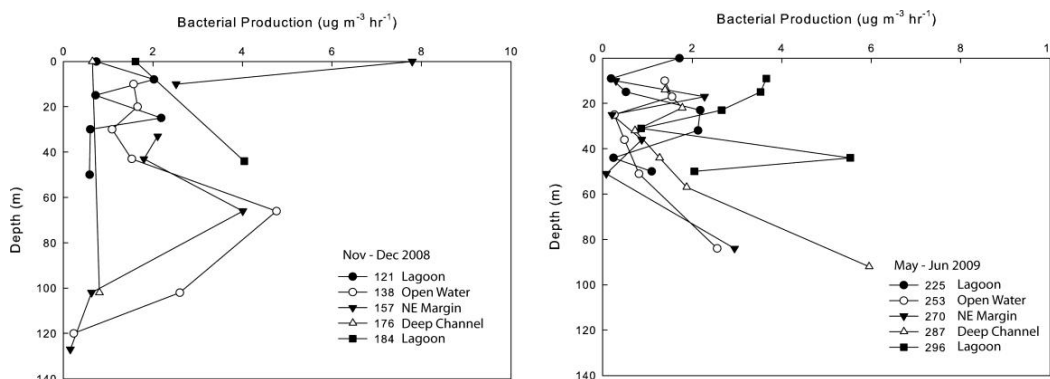 Bacterial Production (ug m⁻³ hr⁻¹)
0 2 4 6 8 10
0
20
40
60
80
100
120
140
Depth (m)
Nov - Dec 2008
121 Lagoon
138 Open Water
157 NE Margin
176 Deep Channel
184 Lagoon
Bacterial Production (ug m⁻³ hr⁻¹)
0 2 4 6 8 1
0
20
40
60
80
100
120
140
Depth (m)
May - Jun 2009
225 Lagoon
253 Open Water
270 NE Margin
287 Deep Channel
296 Lagoon